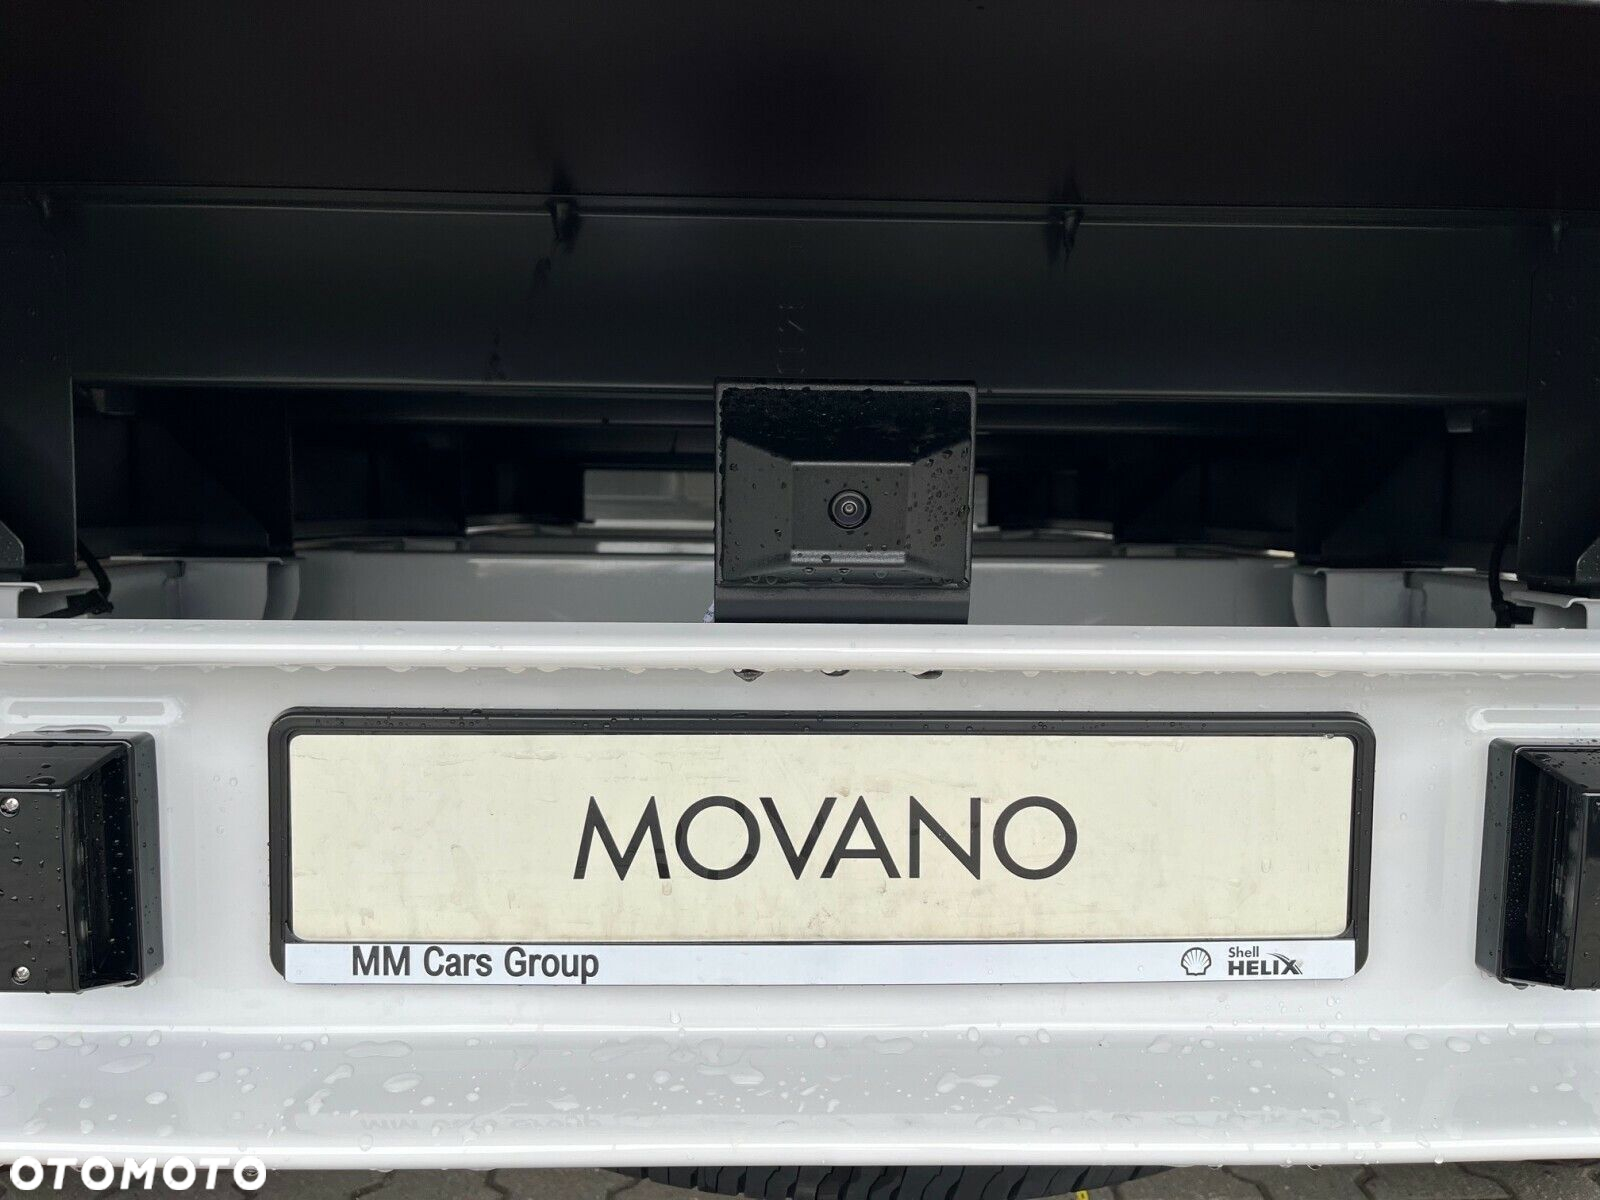 MOVANO
MM Cars Group
Shell
HELIX
OTOMOTO